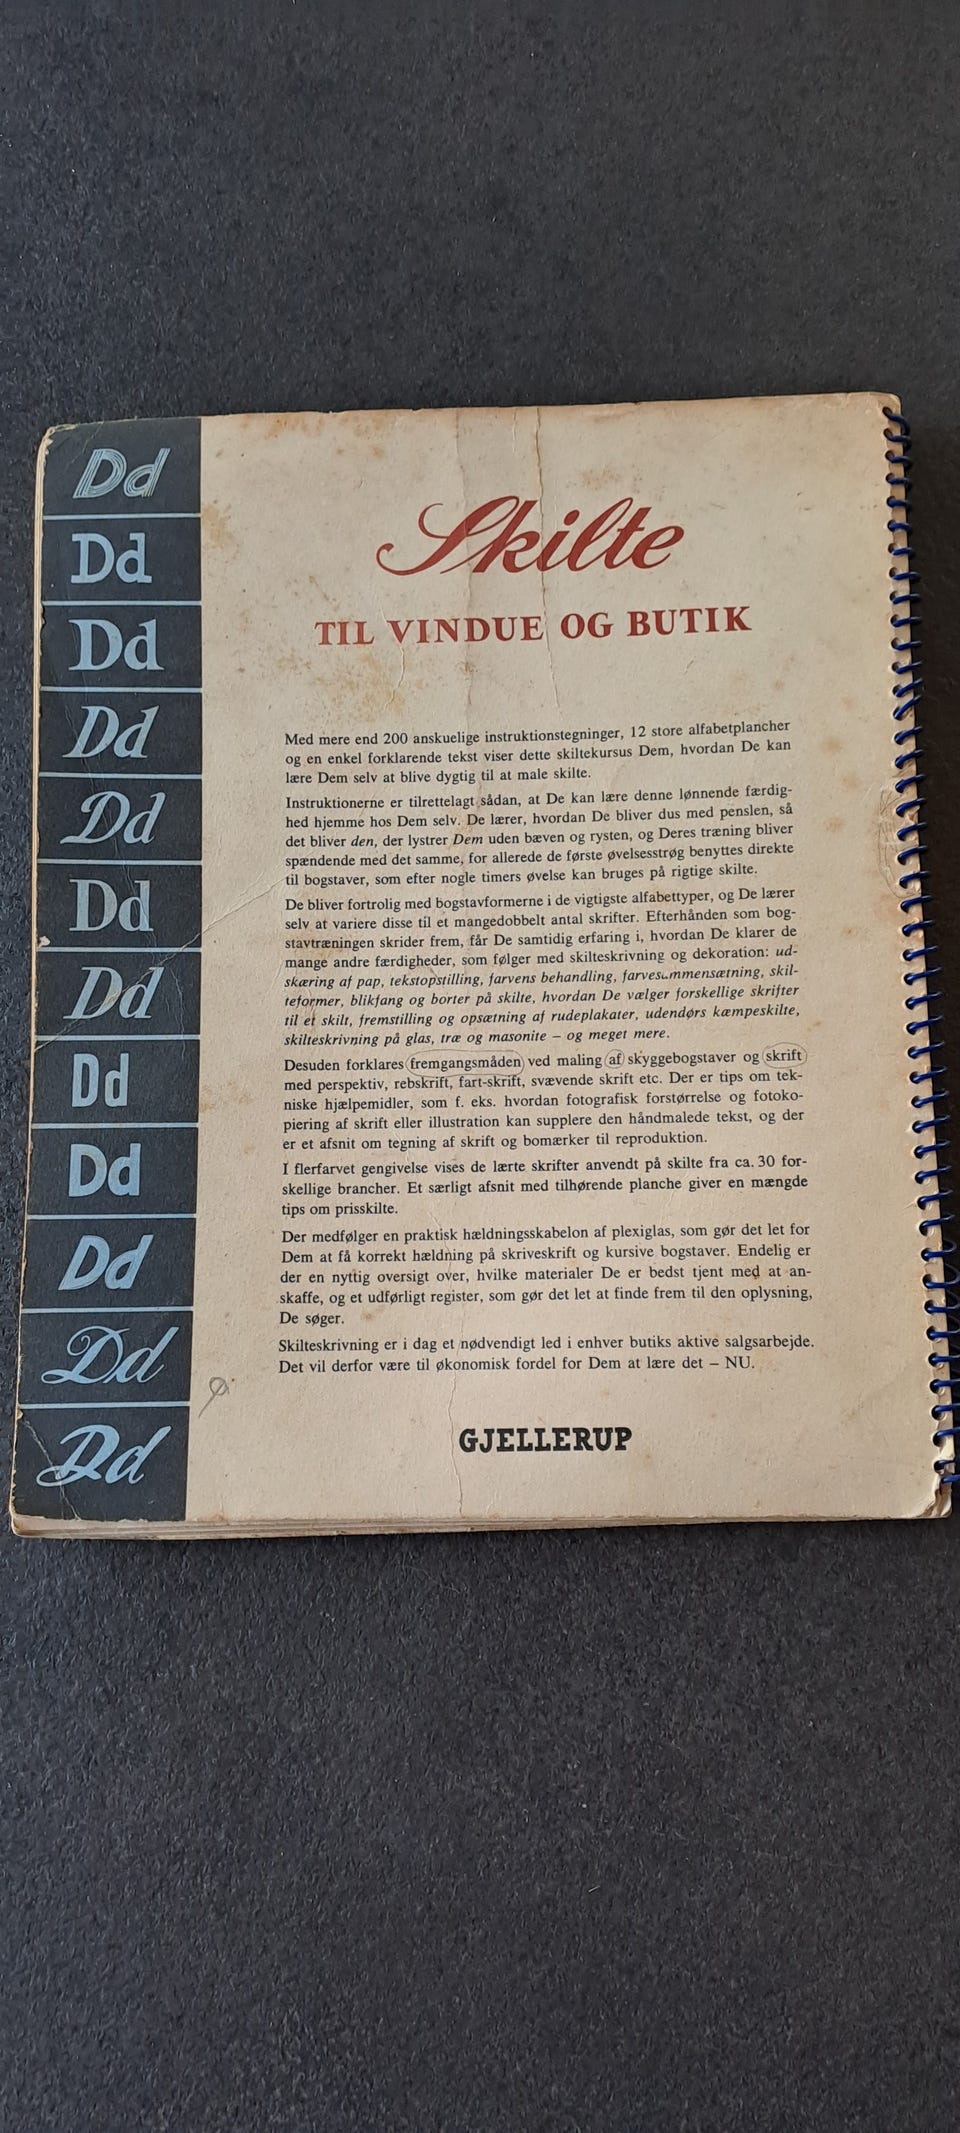 Dd
Dd
Dd
Dd
Dd
Dd
Dd
Dd
Dd
Dd
Dd
Dd
Skilte
TIL VINDUE OG BUTIK
Med mere end 200 anskuelige instruktionstegninger, 12 store alfabetplancher
og en enkel forklarende tekst viser dette skiltekursus Dem, hvordan De kan
lære Dem selv at blive dygtig til at male skilte.
Instruktionerne er tilrettelagt sådan, at De kan lære denne lønnende færdig-
hed hjemme hos Dem selv. De lærer, hvordan De bliver dus med penslen, så
det bliver den, der lystrer Dem uden bæven og rysten, og Deres træning bliver
spændende med det samme, for allerede de første øvelsesstrøg benyttes direkte
til bogstaver, som efter nogle timers øvelse kan bruges på rigtige skilte.
De bliver fortrolig med bogstavformerne i de vigtigste alfabettyper, og De lærer
selv at variere disse til et mangedobbelt antal skrifter. Efterhånden som bog-
stavtræningen skrider frem, får De samtidig erfaring i, hvordan De klarer de
mange andre færdigheder, som følger med skilteskrivning og dekoration: ud-
skæring af pap, tekstopstilling, farvens behandling, farvesammensætning, skil-
teformer, blikfang og borter på skilte, hvordan De vælger forskellige skrifter
til et skilt, fremstilling og opsætning af rudeplakater, udendørs kæmpeskilte,
skilteskrivning på glas, træ og masonite – og meget mere.
Desuden forklares fremgangsmåden ved maling af skyggebogstaver og skrift
med perspektiv, rebskrift, fart-skrift, svævende skrift etc. Der er tips om tek-
niske hjælpemidler, som f. eks. hvordan fotografisk forstørrelse og fotoko-
piering af skrift eller illustration kan supplere den håndmalede tekst, og der
er et afsnit om tegning af skrift og bomærker til reproduktion.
I flerfarvet gengivelse vises de lærte skrifter anvendt på skilte fra ca. 30 for-
skellige brancher. Et særligt afsnit med tilhørende planche giver en mængde
tips om prisskilte.
Der medfølger en praktisk hældningsskabelon af plexiglas, som gør det let for
Dem at få korrekt hældning på skriveskrift og kursive bogstaver. Endelig er
der en nyttig oversigt over, hvilke materialer De er bedst tjent med at an-
skaffe, og et udførligt register, som gør det let at finde frem til den oplysning,
De søger.
Skilteskrivning er i dag et nødvendigt led i enhver butiks aktive salgsarbejde.
Det vil derfor være til økonomisk fordel for Dem at lære det – NU.
GJELLERUP